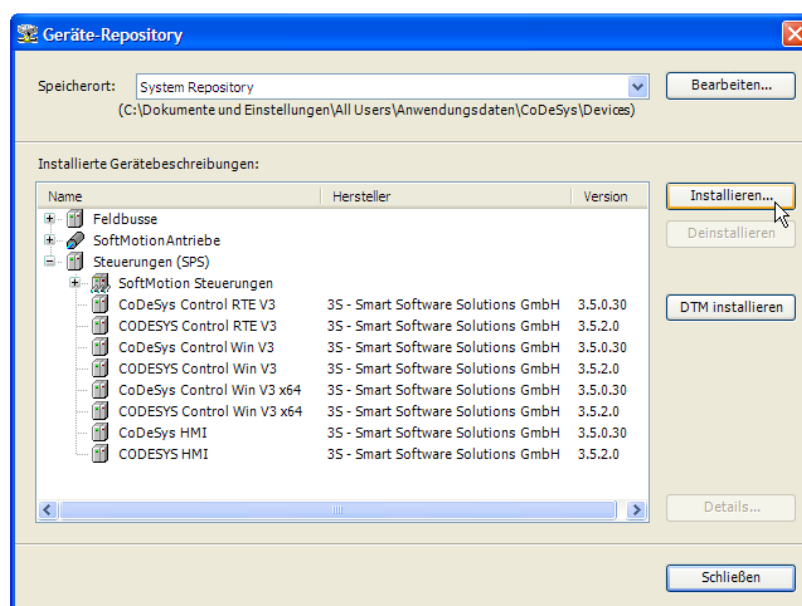 Geräte-Repository
Speicherort: System Repository Bearbeiten...
(C:\Dokumente und Einstellungen\All Users\Anwendungsdaten\CoDeSys\Devices)
Installierte Gerätebeschreibungen:
Name Hersteller Version Installieren...
Feldbusse
SoftMotionAntriebe Deinstallieren
Steuerungen (SPS)
SoftMotion Steuerungen
CoDeSys Control RTE V3 3S - Smart Software Solutions GmbH 3.5.0.30 DTM installieren
CODESYS Control RTE V3 3S - Smart Software Solutions GmbH 3.5.2.0
CoDeSys Control Win V3 3S - Smart Software Solutions GmbH 3.5.0.30
CODESYS Control Win V3 3S - Smart Software Solutions GmbH 3.5.2.0
CoDeSys Control Win V3 x64 3S - Smart Software Solutions GmbH 3.5.0.30
CODESYS Control Win V3 x64 3S - Smart Software Solutions GmbH 3.5.2.0
CoDeSys HMI 3S - Smart Software Solutions GmbH 3.5.0.30
CODESYS HMI 3S - Smart Software Solutions GmbH 3.5.2.0
Details...
Schließen